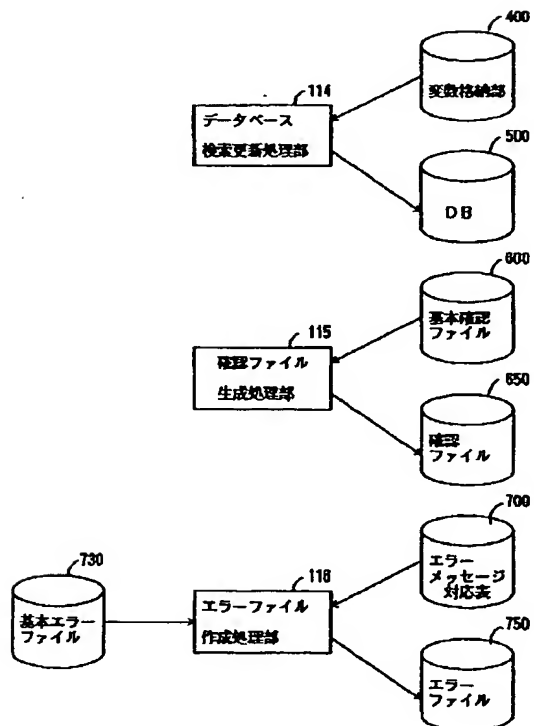 400
変数格納部
114
データベース
検索更新処理部
500
DB
600
基本確認
ファイル
115
確認ファイル
生成処理部
650
確認
ファイル
700
エラー
メッセージ
対応表
730
基本エラー
ファイル
116
エラーファイル
作成処理部
750
エラー
ファイル